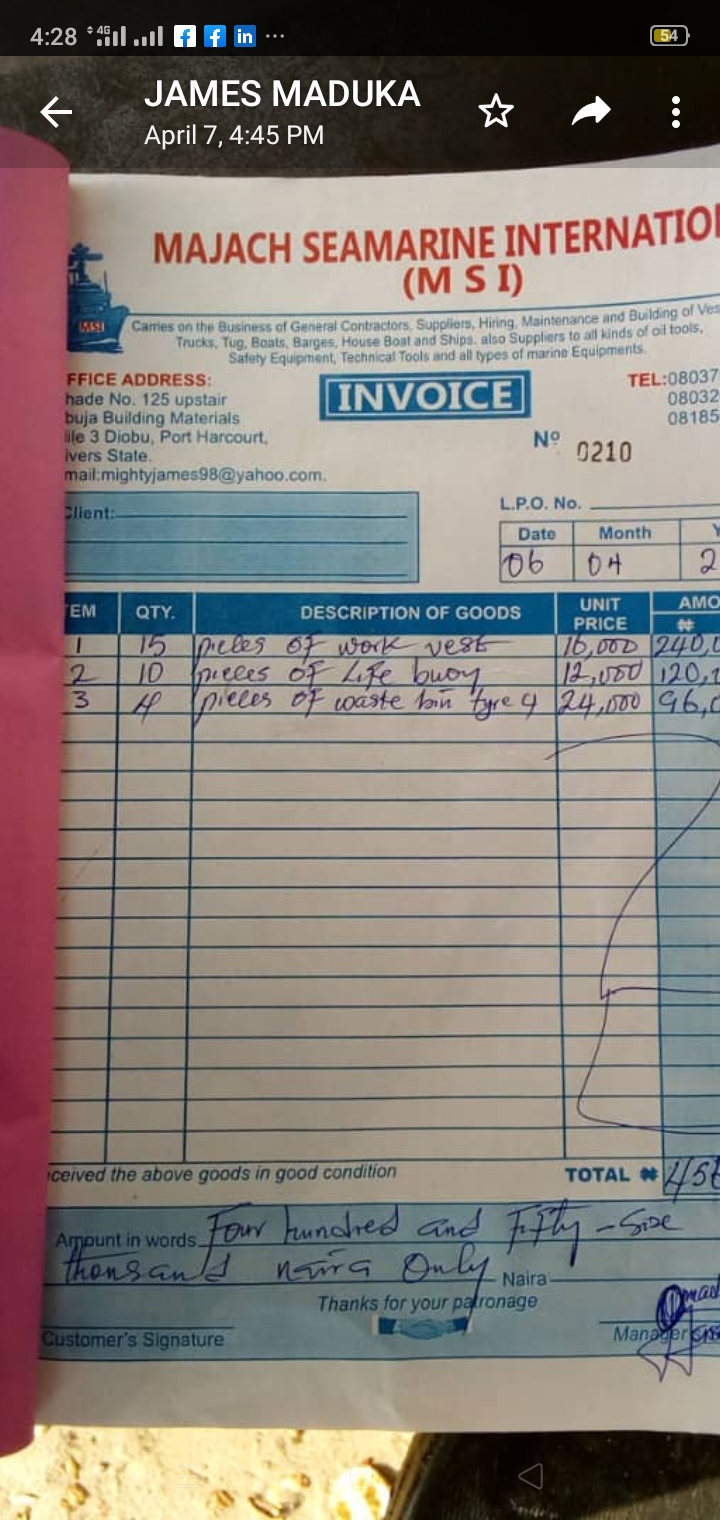 4:28 4G 54
JAMES MADUKA
April 7, 4:45 PM
MAJACH SEAMARINE INTERNATIO
(M S I)
MSI
Carries on the Business of General Contractors, Suppliers, Hiring, Maintenance and Building of Ves
Trucks, Tug, Boats, Barges, House Boat and Ships. also Suppliers to all kinds of oil tools,
Safety Equipment, Technical Tools and all types of marine Equipments.
FFICE ADDRESS:
hade No. 125 upstair
buja Building Materials
ile 3 Diobu, Port Harcourt,
ivers State.
mail:mightyjames98@yahoo.com.
INVOICE
TEL:08037
08032
08185
Nº 0210
Client:
L.P.O. No.
Date Month Y
06 04 2
EM QTY. DESCRIPTION OF GOODS UNIT PRICE AMO ₦
1 15 pieces of work vest 16,000 240,0
2 10 pieces of Life buoy 12,000 120,
3 4 pieces of waste bin tyre 4 24,000 96,0
ceived the above goods in good condition TOTAL ₦ 456
Amount in words Four hundred and Fifty-Six
thousand naira Only Naira
Thanks for your patronage
Customer's Signature Manager